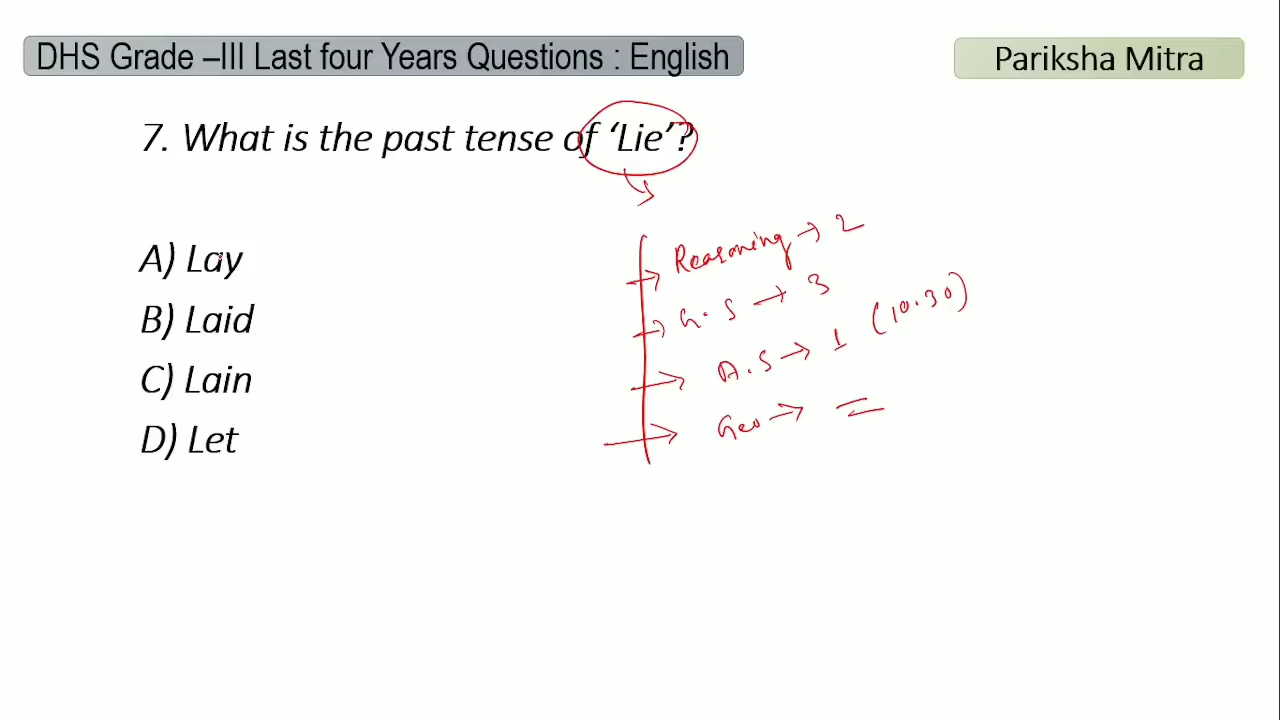 DHS Grade –III Last four Years Questions : English
Pariksha Mitra
7. What is the past tense of ‘Lie’?
A) Lay
B) Laid
C) Lain
D) Let
Reasoning → 2
G.S → 3
A.S → 1 (10.30)
Geo →